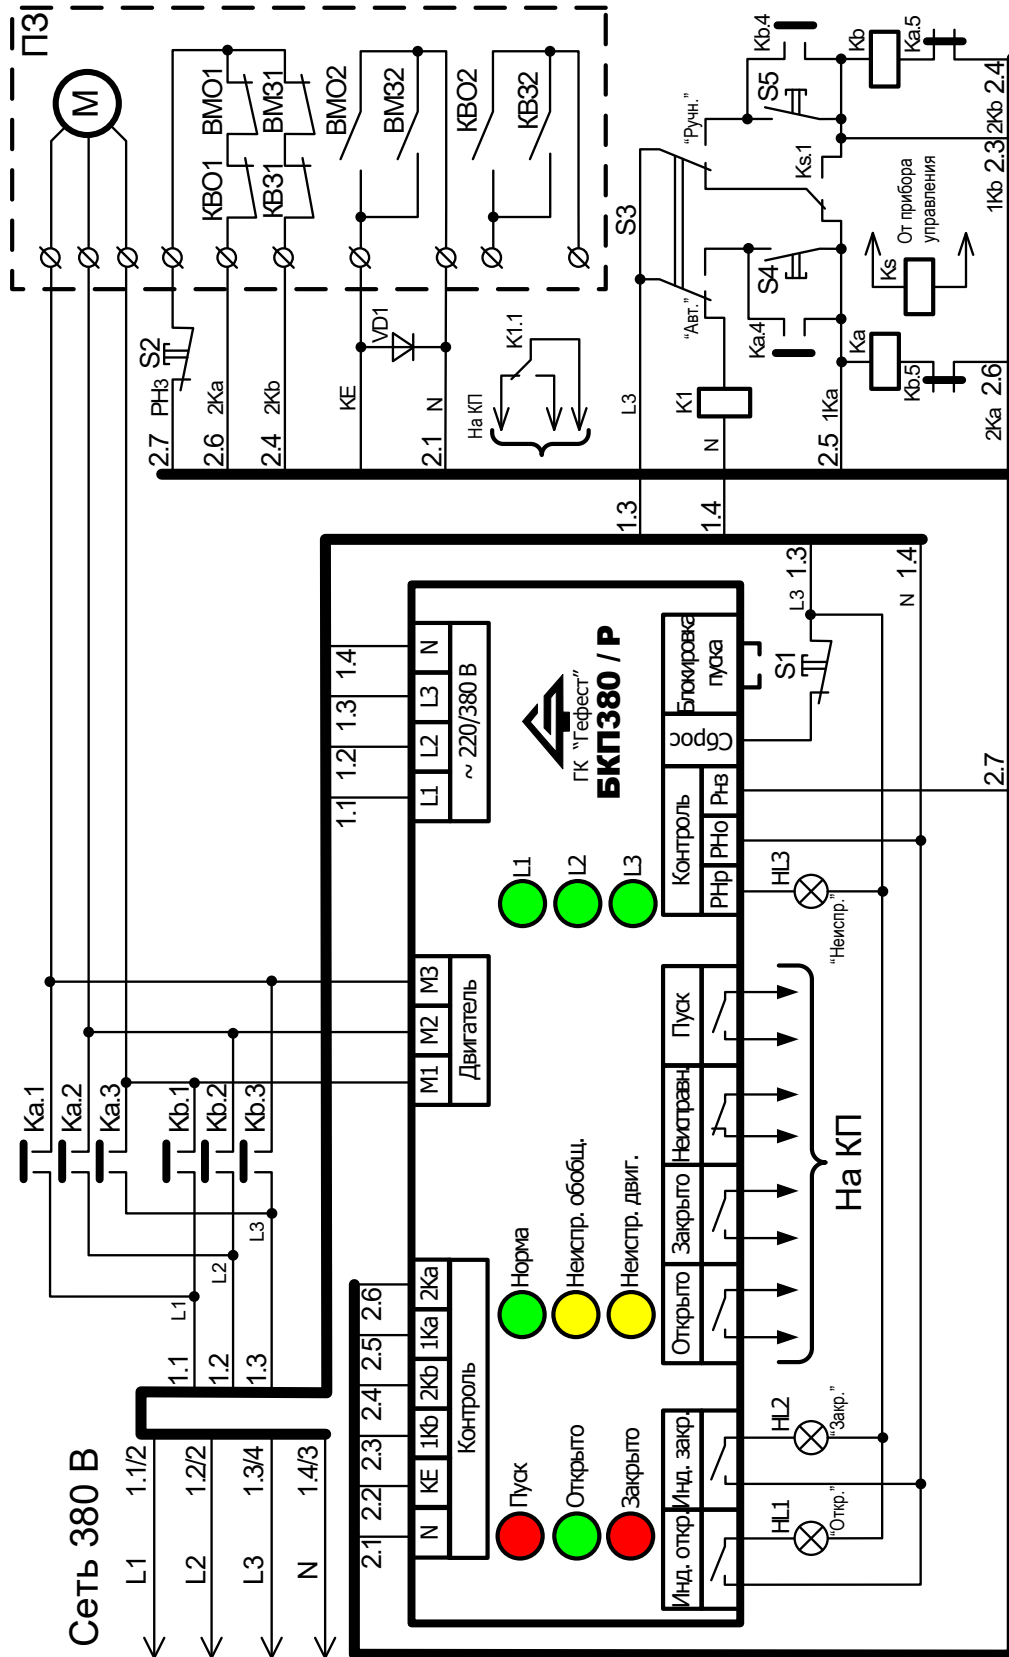 ПЗ
М
ВМО1
ВМЗ1
КВО1
КВЗ1
ВМО2
ВМЗ2
КВО2
КВЗ2
S2
РН3
2.7
2Ka
2.6
2Kb
2.4
KE
VD1
N
2.1
На КП
K1.1
S3
L3
K1
N
"Ручн."
"Авт."
Kb.4
S5
Kb
Ka.5
2.4
2Kb
2.3
1Kb
Ks.1
S4
Ka.4
Ks
От прибора
управления
Ka
Kb.5
2.6
2Ka
1Ka
2.5
1.3
1.4
1.3
L3
1.4
N
S1
1.4
1.3
1.2
1.1
N
L3
L2
L1
~ 220/380 В
ГК "Гефест"
БКП380 / Р
L1
L2
L3
Блокировка
пуска
Сброс
Контроль
Рнз
РНо
РНр
2.7
HL3
"Неиспр."
Ka.1
Ka.2
Ka.3
Kb.1
Kb.2
Kb.3
М3
М2
М1
Двигатель
Пуск
Неисправн.
Закрыто
Открыто
На КП
L1
L2
L3
1.1
1.2
1.3
2.6
2.5
2.4
2.3
2.2
2.1
2Ka
1Ka
2Kb
1Kb
KE
N
Контроль
Норма
Неиспр. обобщ.
Неиспр. двиг.
Пуск
Открыто
Закрыто
Инд. закр.
Инд. откр.
HL2
"Закр."
HL1
"Откр."
Сеть 380 В
L1 1.1/2
L2 1.2/2
L3 1.3/4
N 1.4/3